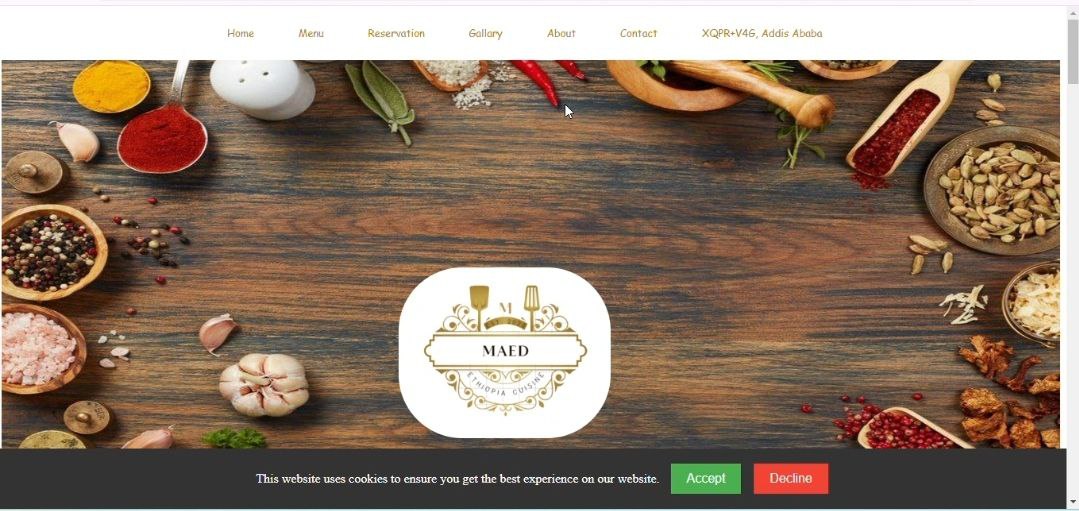 Home Menu Reservation Gallary About Contact XQPR+V4G, Addis Ababa
M
MAED
ETHIOPIA CUISINE
This website uses cookies to ensure you get the best experience on our website. Accept Decline